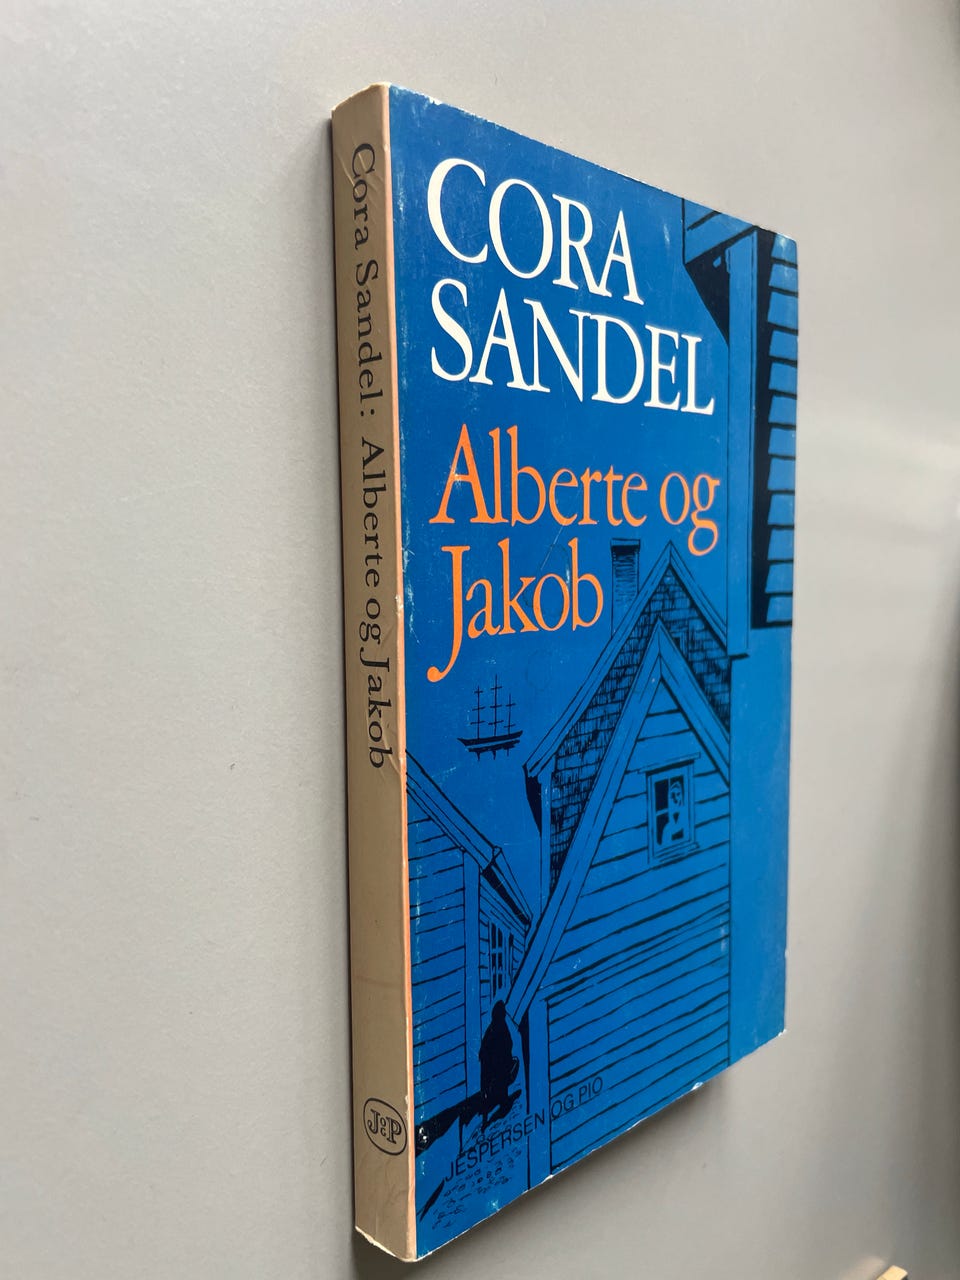 CORA
SANDEL
Alberte og
Jakob
JESPERSEN OG PIO
Cora Sandel: Alberte og Jakob
J&P